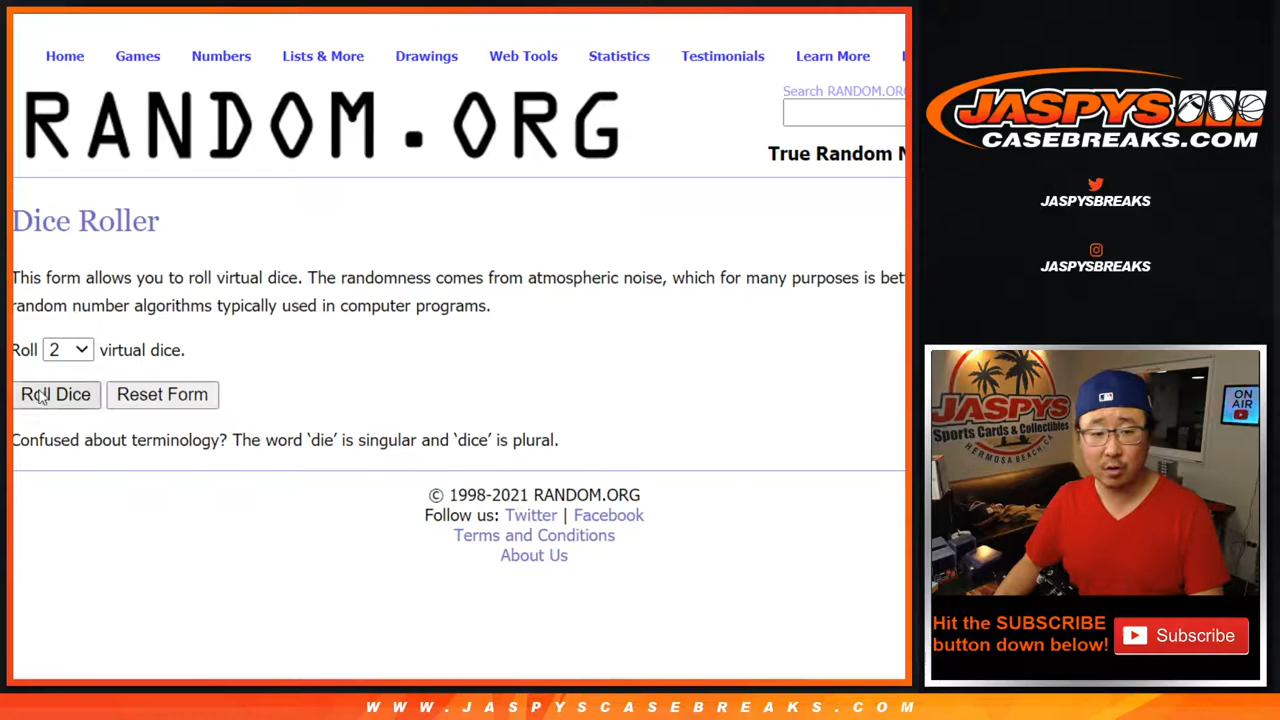 Home Games Numbers Lists & More Drawings Web Tools Statistics Testimonials Learn More
Search RANDOM.ORG
RANDOM.ORG
True Random N
Dice Roller
This form allows you to roll virtual dice. The randomness comes from atmospheric noise, which for many purposes is bet
random number algorithms typically used in computer programs.
Roll 2 virtual dice.
Roll Dice Reset Form
Confused about terminology? The word ‘die’ is singular and ‘dice’ is plural.
© 1998-2021 RANDOM.ORG
Follow us: Twitter | Facebook
Terms and Conditions
About Us
JASPYS
CASEBREAKS.COM
JASPYSBREAKS
JASPYSBREAKS
JASPYS
Sports Cards & Collectibles
HERMOSA BEACH, CA
ON
AIR
Hit the SUBSCRIBE
button down below!
Subscribe
WWW.JASPYSCASEBREAKS.COM